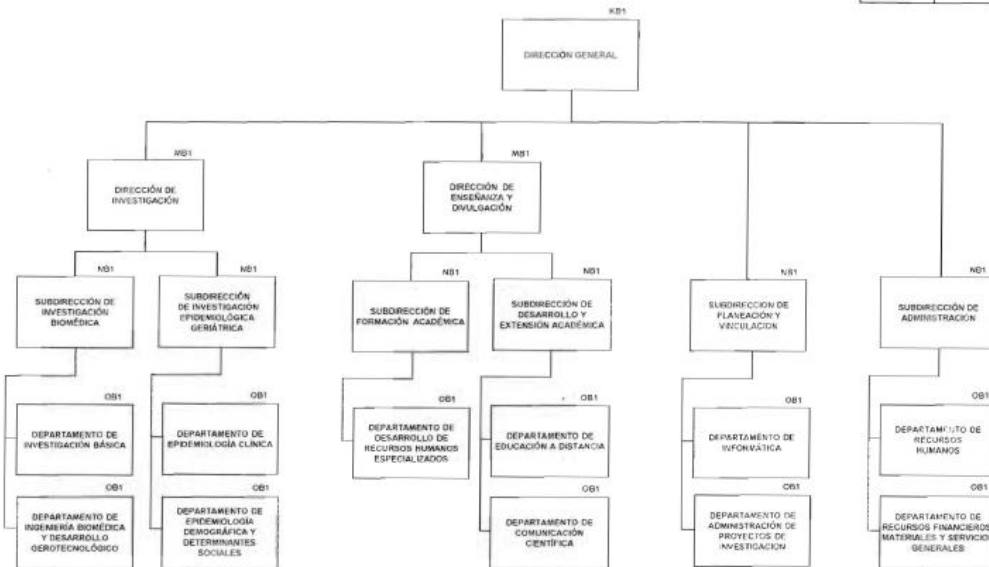 KB1
DIRECCIÓN GENERAL
MB1
DIRECCIÓN DE
INVESTIGACIÓN
MB1
DIRECCIÓN DE
ENSEÑANZA Y
DIVULGACIÓN
NB1
SUBDIRECCIÓN DE
INVESTIGACIÓN
BIOMÉDICA
NB1
SUBDIRECCIÓN
DE INVESTIGACIÓN
EPIDEMIOLÓGICA
GERIÁTRICA
NB1
SUBDIRECCIÓN DE
FORMACIÓN ACADÉMICA
NB1
SUBDIRECCIÓN DE
DESARROLLO Y
EXTENSIÓN ACADÉMICA
NB1
SUBDIRECCIÓN DE
PLANEACIÓN Y
VINCULACION
NB1
SUBDIRECCIÓN DE
ADMINISTRACIÓN
OB1
DEPARTAMENTO DE
INVESTIGACIÓN BÁSICA
OB1
DEPARTAMENTO DE
EPIDEMIOLOGÍA CLÍNICA
OB1
DEPARTAMENTO DE
DESARROLLO DE
RECURSOS HUMANOS
ESPECIALIZADOS
OB1
DEPARTAMENTO DE
EDUCACIÓN A DISTANCIA
OB1
DEPARTAMENTO DE
INFORMÁTICA
OB1
DEPARTAMENTO DE
RECURSOS
HUMANOS
OB1
DEPARTAMENTO DE
INGENIERÍA BIOMÉDICA
Y DESARROLLO
GEROTECNOLÓGICO
OB1
DEPARTAMENTO DE
EPIDEMIOLOGÍA
DEMOGRÁFICA Y
DETERMINANTES
SOCIALES
OB1
DEPARTAMENTO DE
COMUNICACIÓN
CIENTÍFICA
OB1
DEPARTAMENTO DE
ADMINISTRACIÓN DE
PROYECTOS DE
INVESTIGACION
OB1
DEPARTAMENTO DE
RECURSOS FINANCIEROS
MATERIALES Y SERVICIOS
GENERALES